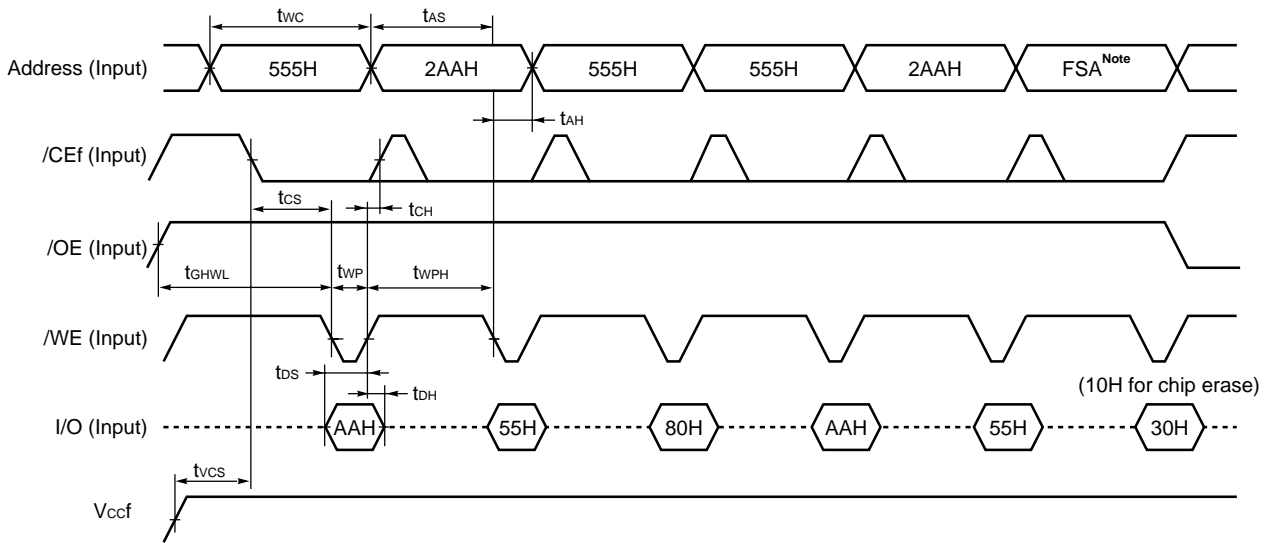 tWC tAS
Address (Input) 555H 2AAH 555H 555H 2AAH FSANote
tAH
/CEf (Input)
tCS tCH
/OE (Input)
tGHWL tWP tWPH
/WE (Input)
tDS tDH
(10H for chip erase)
I/O (Input) AAH 55H 80H AAH 55H 30H
tVCS
VCCf